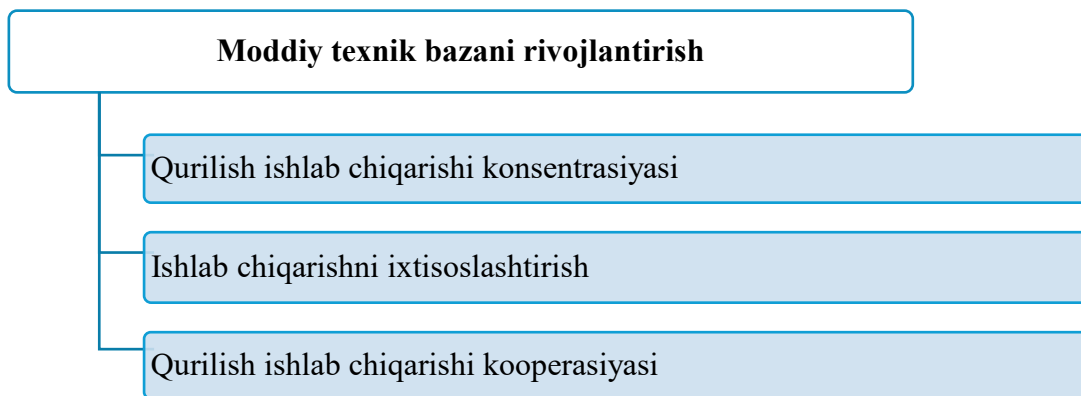 Moddiy texnik bazani rivojlantirish
Qurilish ishlab chiqarishi konsentrasiyasi
Ishlab chiqarishni ixtisoslashtirish
Qurilish ishlab chiqarishi kooperasiyasi